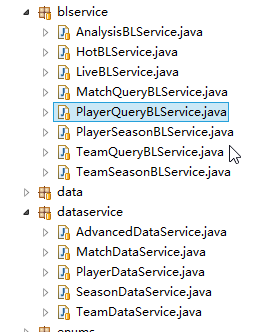 blservice
AnalysisBLService.java
HotBLService.java
LiveBLService.java
MatchQueryBLService.java
PlayerQueryBLService.java
PlayerSeasonBLService.java
TeamQueryBLService.java
TeamSeasonBLService.java
data
dataservice
AdvancedDataService.java
MatchDataService.java
PlayerDataService.java
SeasonDataService.java
TeamDataService.java
enums